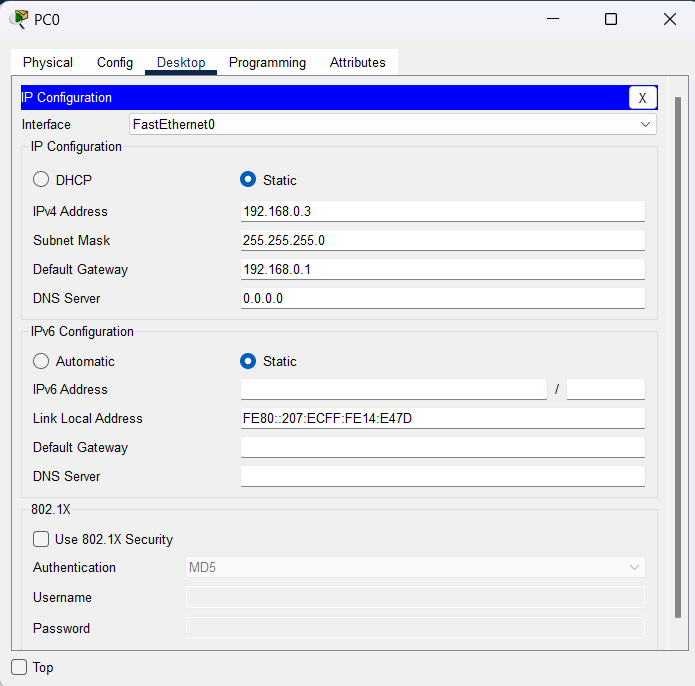 PC0
Physical Config Desktop Programming Attributes
IP Configuration X
Interface FastEthernet0
IP Configuration
DHCP Static
IPv4 Address 192.168.0.3
Subnet Mask 255.255.255.0
Default Gateway 192.168.0.1
DNS Server 0.0.0.0
IPv6 Configuration
Automatic Static
IPv6 Address /
Link Local Address FE80::207:ECFF:FE14:E47D
Default Gateway
DNS Server
802.1X
Use 802.1X Security
Authentication MD5
Username
Password
Top